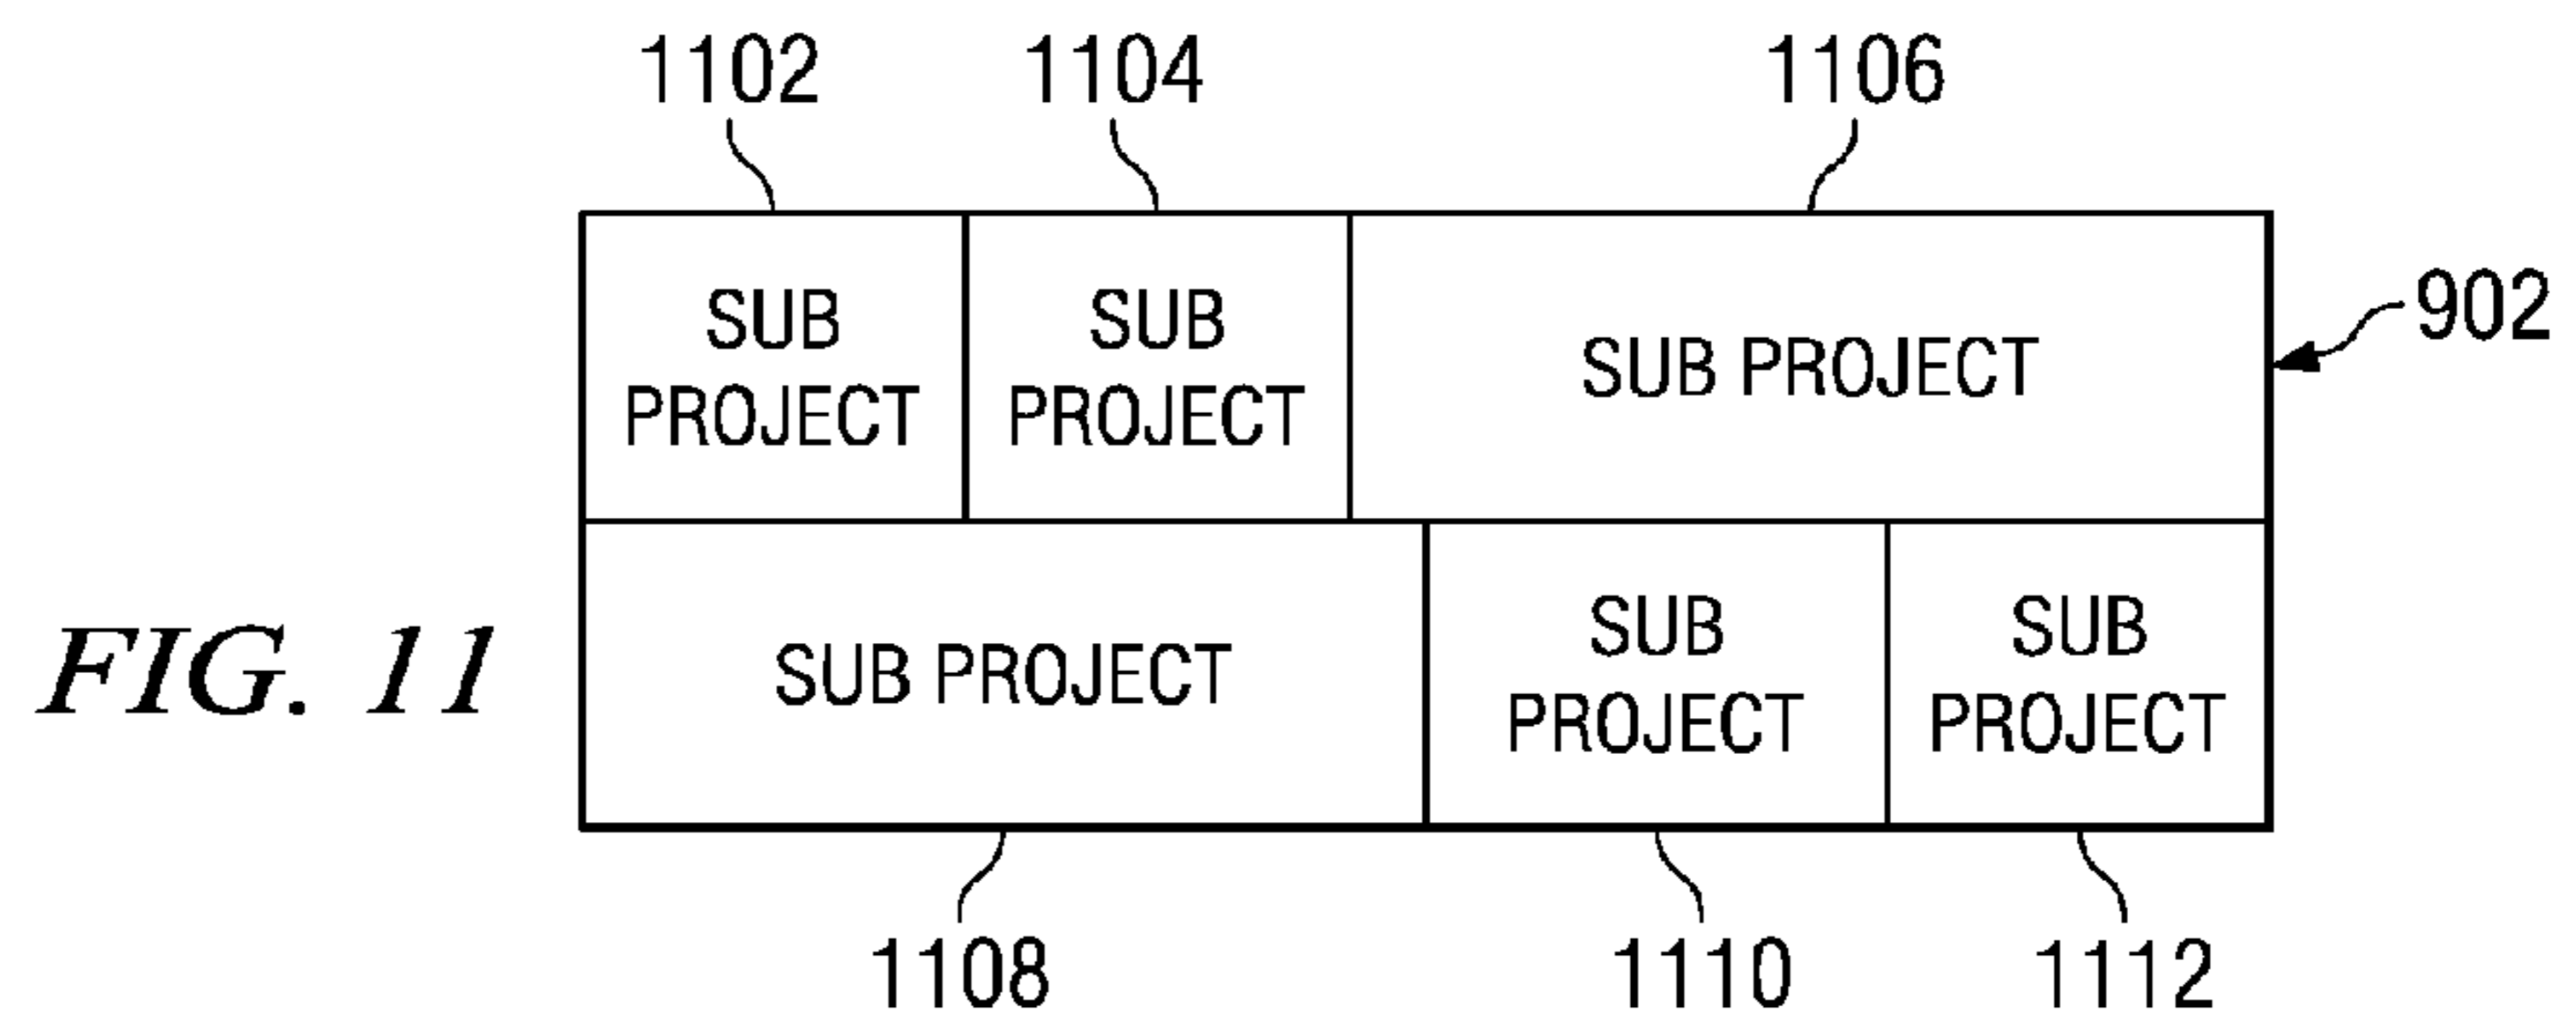 1102 1104 1106
SUB SUB
PROJECT PROJECT
SUB PROJECT
902
SUB PROJECT
SUB SUB
PROJECT PROJECT
FIG. 11
1108 1110 1112